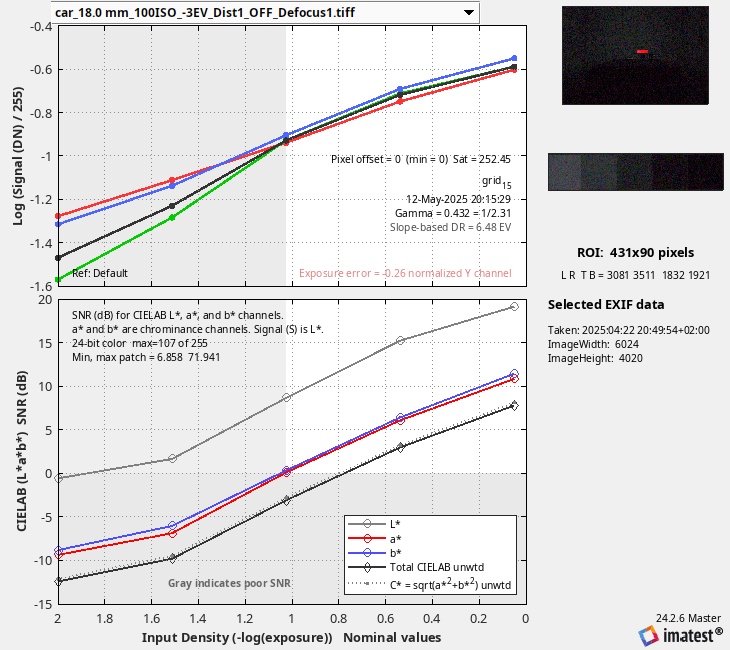 car_18.0 mm_100ISO_-3EV_Dist1_OFF_Defocus1.tiff
Log (Signal (DN) / 255)
-0.4
-0.6
-0.8
-1
-1.2
-1.4
-1.6
Pixel offset = 0 (min = 0) Sat = 252.45
grid15
12-May-2025 20:15:29
Gamma = 0.432 = 1/2.31
Slope-based DR = 6.48 EV
Ref: Default
Exposure error = -0.26 normalized Y channel
CIELAB (L*a*b*) SNR (dB)
20
15
10
5
0
-5
-10
-15
SNR (dB) for CIELAB L*, a*, and b* channels.
a* and b* are chrominance channels. Signal (S) is L*.
24-bit color max=107 of 255
Min, max patch = 6.858 71.941
L*
a*
b*
Total CIELAB unwtd
C* = sqrt(a*2+b*2) unwtd
Gray indicates poor SNR
2 1.8 1.6 1.4 1.2 1 0.8 0.6 0.4 0.2 0
Input Density (-log(exposure)) Nominal values
ROI: 431x90 pixels
L R T B = 3081 3511 1832 1921
Selected EXIF data
Taken: 2025:04:22 20:49:54+02:00
ImageWidth: 6024
ImageHeight: 4020
24.2.6 Master
imatest®